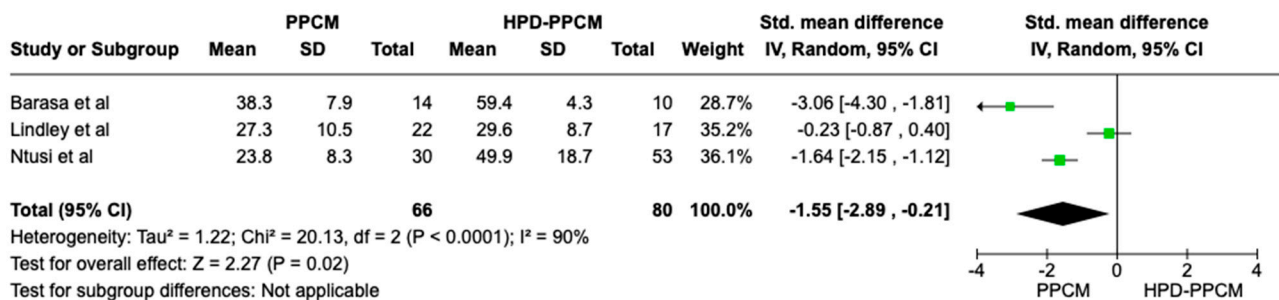 PPCM HPD-PPCM Std. mean difference Std. mean difference
Study or Subgroup Mean SD Total Mean SD Total Weight IV, Random, 95% CI IV, Random, 95% CI
Barasa et al 38.3 7.9 14 59.4 4.3 10 28.7% -3.06 [-4.30 , -1.81]
Lindley et al 27.3 10.5 22 29.6 8.7 17 35.2% -0.23 [-0.87 , 0.40]
Ntusi et al 23.8 8.3 30 49.9 18.7 53 36.1% -1.64 [-2.15 , -1.12]
Total (95% CI) 66 80 100.0% -1.55 [-2.89 , -0.21]
Heterogeneity: Tau² = 1.22; Chi² = 20.13, df = 2 (P < 0.0001); I² = 90%
Test for overall effect: Z = 2.27 (P = 0.02)
-4 -2 0 2 4
Test for subgroup differences: Not applicable PPCM HPD-PPCM